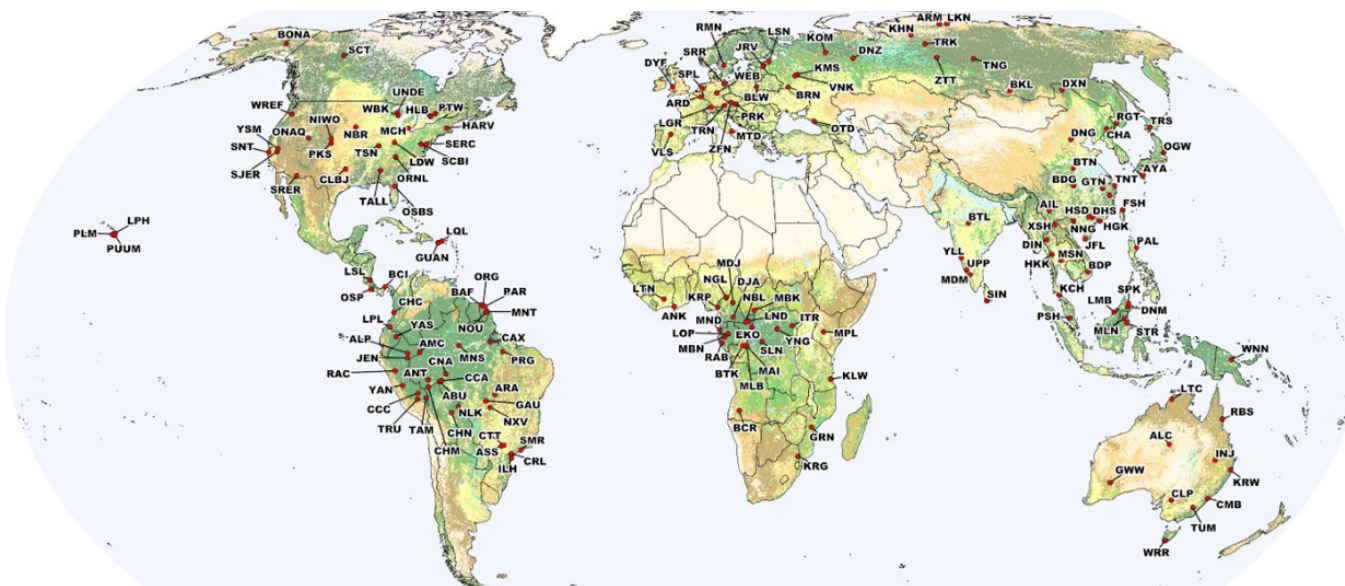 BONA
SCT
UNDE
WREF
WBK
HLB
PTW
NIWO
YSM
ONAQ
NBR
MCH
HARV
SNT
PKS
TSN
SERC
SCBI
SJER
LDW
SRER
CLBJ
ORNL
TALL
OSBS
LPH
PLM
PUUM
LQL
GUAN
LSL
BCI
OSP
ORG
BAF
PAR
CHC
MNT
LPL
NOU
YAS
ALP
AMC
CAX
JEN
CNA
MNS
PRG
RAC
ANT
CCA
YAN
ABU
ARA
GAU
CCC
NLK
NXV
TRU
TAM
CHN
CTT
SMR
CHM
ASS
CRL
ILH
RMN
LSN
SRR
JRV
KOM
DYF
SPL
WEB
KMS
DNZ
ARD
BLW
BRN
VNK
LGR
PRK
TRN
OTD
VLS
ZFN
MTD
ARM
LKN
KHN
TRK
ZTT
TNG
BKL
DXN
RGT
TRS
DNG
CHA
OGW
BTN
BDG
GTN
TNT
AYA
BTL
AIL
HSD
DHS
FSH
XSH
NNG
HGK
DIN
JFL
PAL
YLL
UPP
MSN
HKK
BDP
MDM
SIN
KCH
SPK
LMB
DNM
PSH
MLN
STR
MDJ
NGL
DJA
LTN
KRP
NBL
MBK
ANK
MND
LND
ITR
LOP
EKO
MPL
MBN
YNG
RAB
SLN
BTK
MAI
MLB
KLW
BCR
GRN
KRG
WNN
LTC
RBS
ALC
INJ
GWW
KRW
CLP
CMB
TUM
WRR